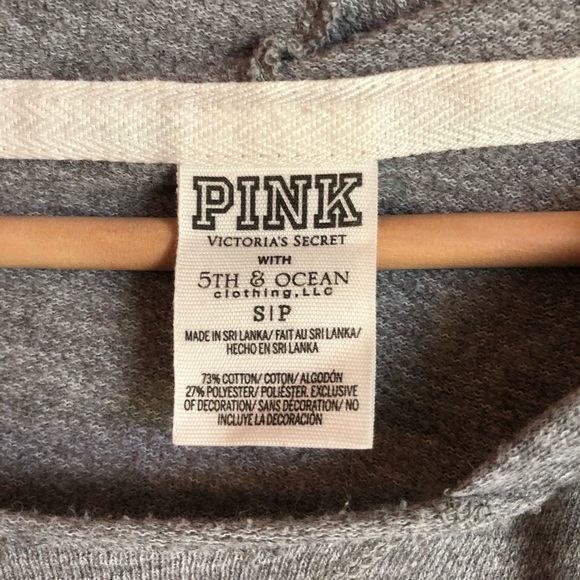 PINK
VICTORIA'S SECRET
WITH
5TH & OCEAN
clothing, LLC
S|P
MADE IN SRI LANKA/ FAIT AU SRI LANKA/
HECHO EN SRI LANKA
73% COTTON/ COTON/ ALGODÓN
27% POLYESTER/ POLIÉSTER. EXCLUSIVE
OF DECORATION/ SANS DÉCORATION/ NO
INCLUYE LA DECORACIÓN